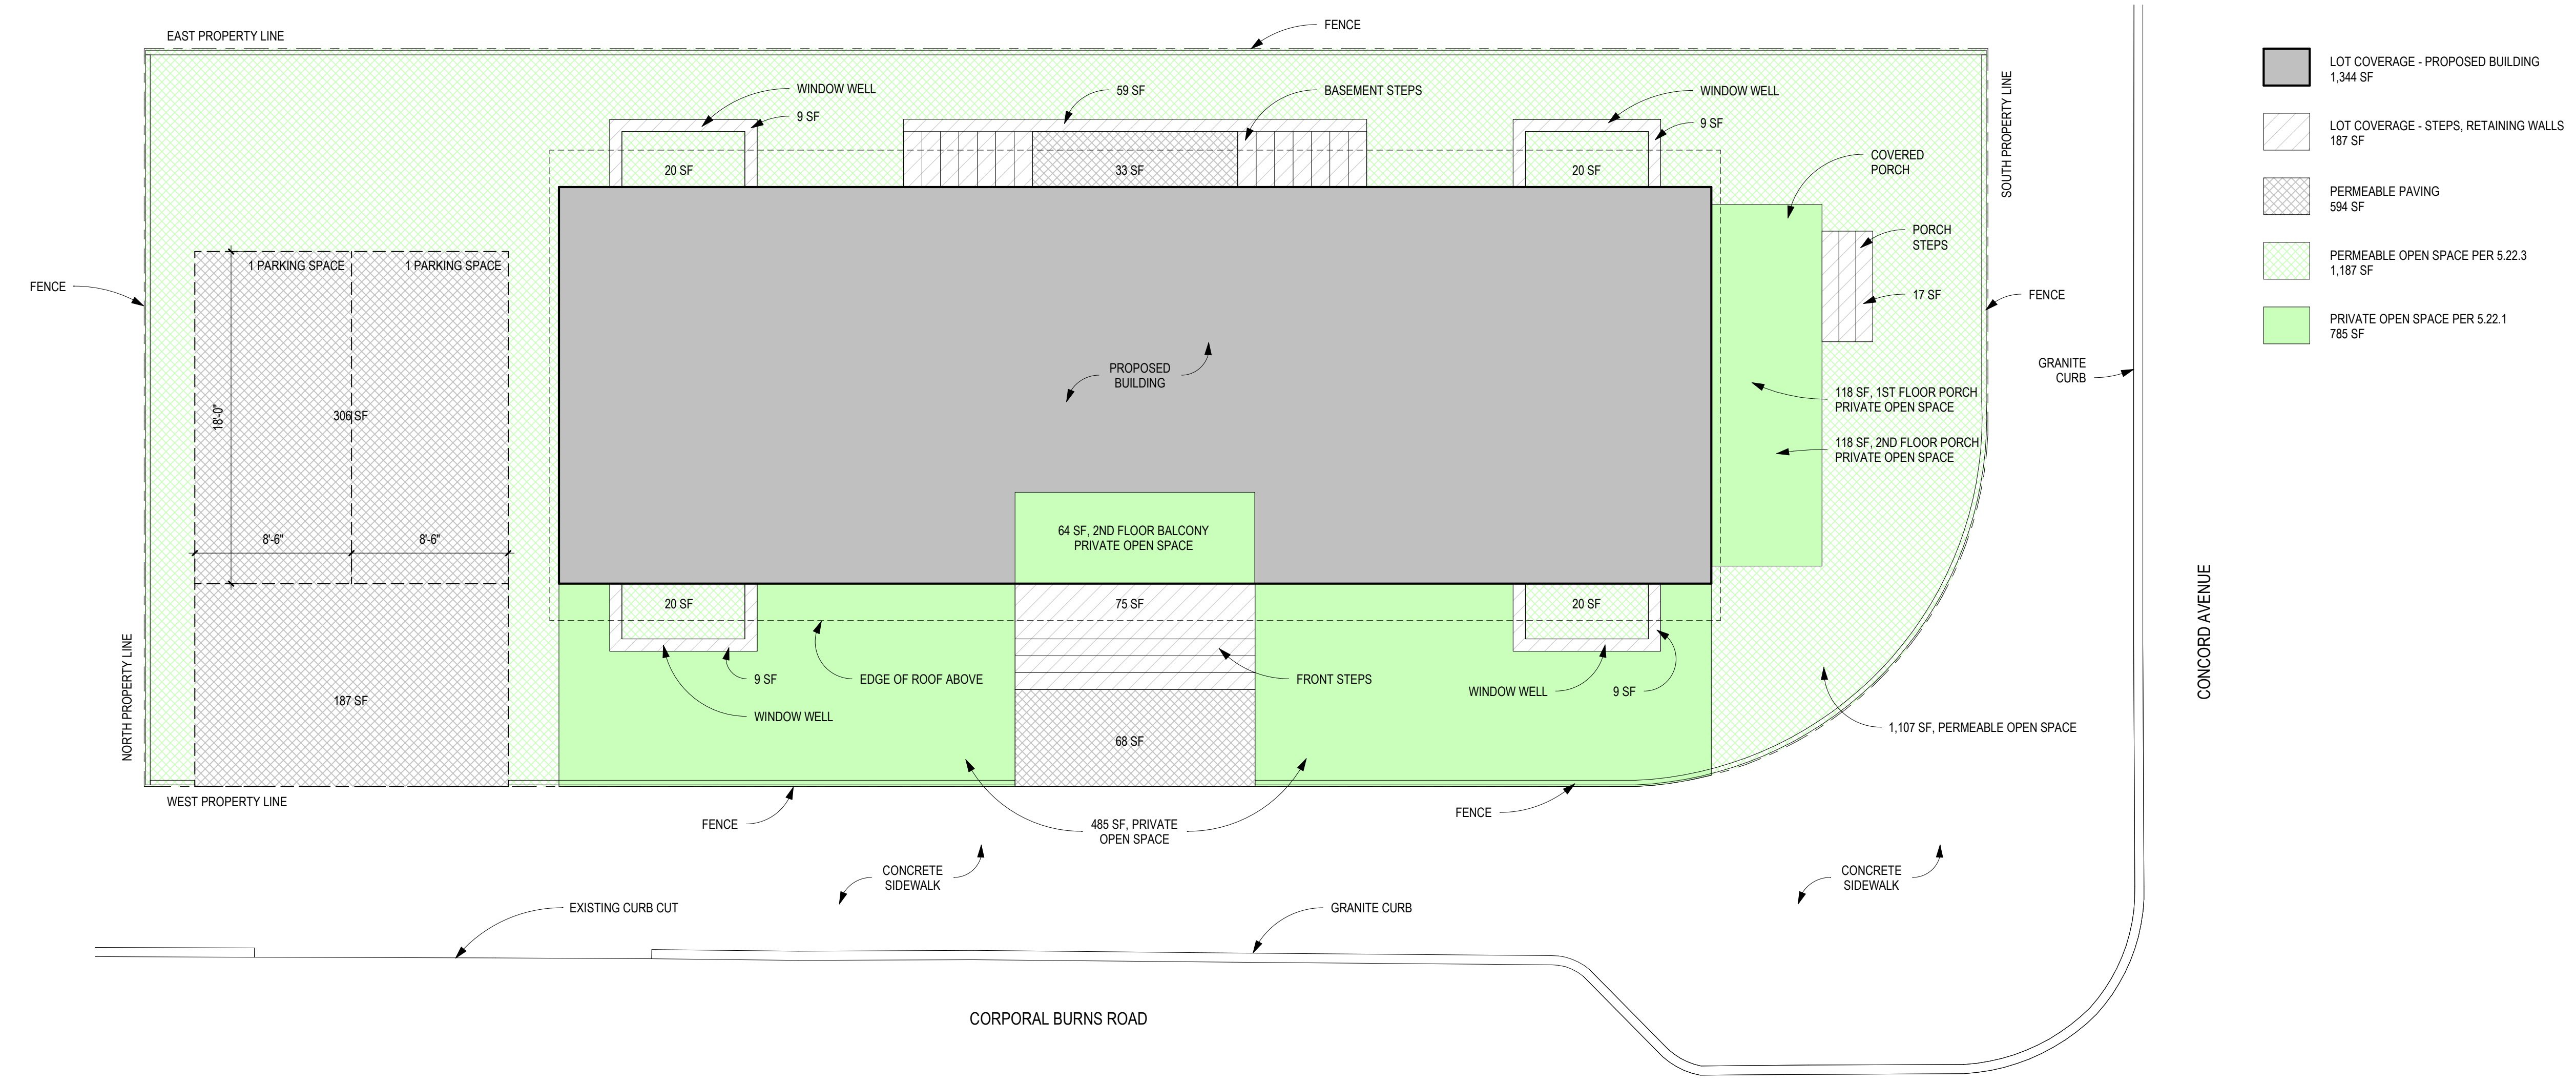 EAST PROPERTY LINE
FENCE
WINDOW WELL
9 SF
59 SF
BASEMENT STEPS
WINDOW WELL
9 SF
SOUTH PROPERTY LINE
20 SF
33 SF
20 SF
COVERED
PORCH
PORCH
STEPS
17 SF
FENCE
FENCE
1 PARKING SPACE
1 PARKING SPACE
18'-0"
306 SF
8'-6"
8'-6"
PROPOSED
BUILDING
118 SF, 1ST FLOOR PORCH
PRIVATE OPEN SPACE
118 SF, 2ND FLOOR PORCH
PRIVATE OPEN SPACE
GRANITE
CURB
64 SF, 2ND FLOOR BALCONY
PRIVATE OPEN SPACE
20 SF
75 SF
20 SF
NORTH PROPERTY LINE
187 SF
9 SF
WINDOW WELL
EDGE OF ROOF ABOVE
FRONT STEPS
WINDOW WELL
9 SF
68 SF
1,107 SF, PERMEABLE OPEN SPACE
WEST PROPERTY LINE
FENCE
485 SF, PRIVATE
OPEN SPACE
FENCE
CONCRETE
SIDEWALK
CONCRETE
SIDEWALK
EXISTING CURB CUT
GRANITE CURB
CORPORAL BURNS ROAD
CONCORD AVENUE
LOT COVERAGE - PROPOSED BUILDING
1,344 SF
LOT COVERAGE - STEPS, RETAINING WALLS
187 SF
PERMEABLE PAVING
594 SF
PERMEABLE OPEN SPACE PER 5.22.3
1,187 SF
PRIVATE OPEN SPACE PER 5.22.1
785 SF